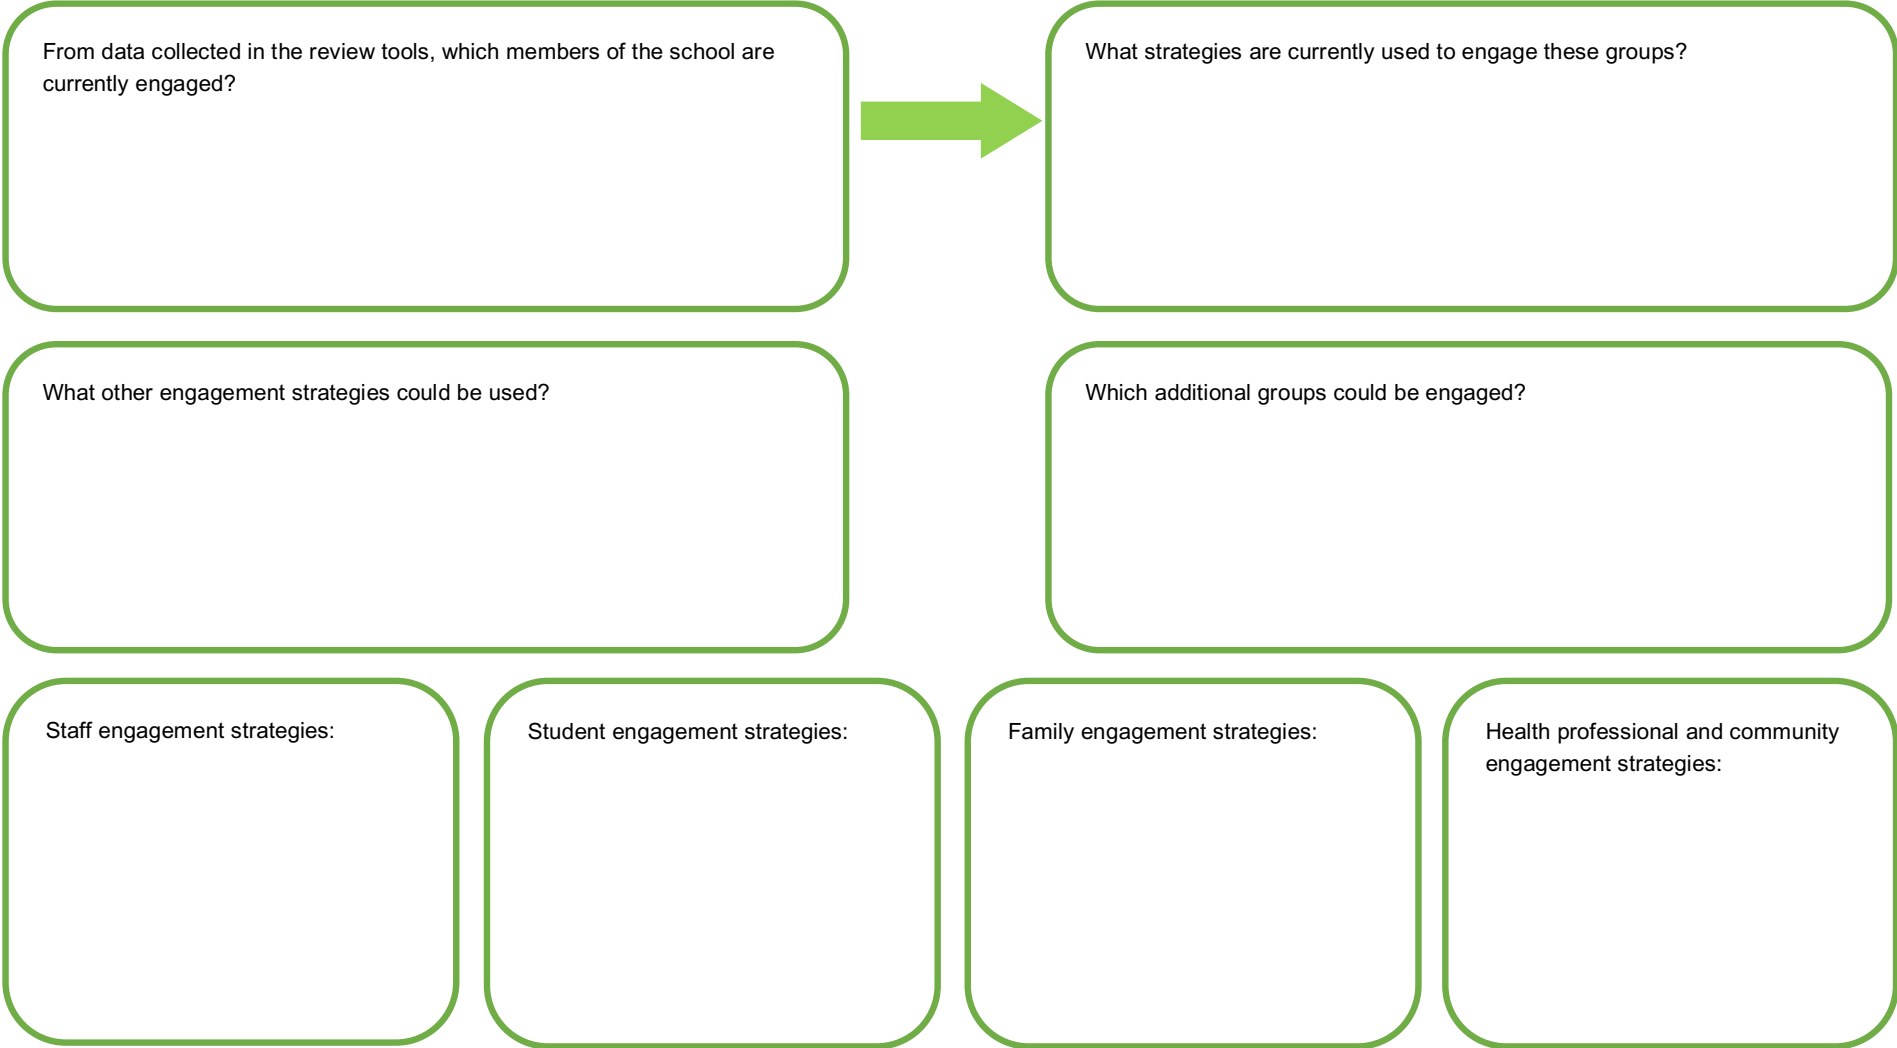 From data collected in the review tools, which members of the school are
currently engaged?
What strategies are currently used to engage these groups?
What other engagement strategies could be used?
Which additional groups could be engaged?
Staff engagement strategies:
Student engagement strategies:
Family engagement strategies:
Health professional and community
engagement strategies: